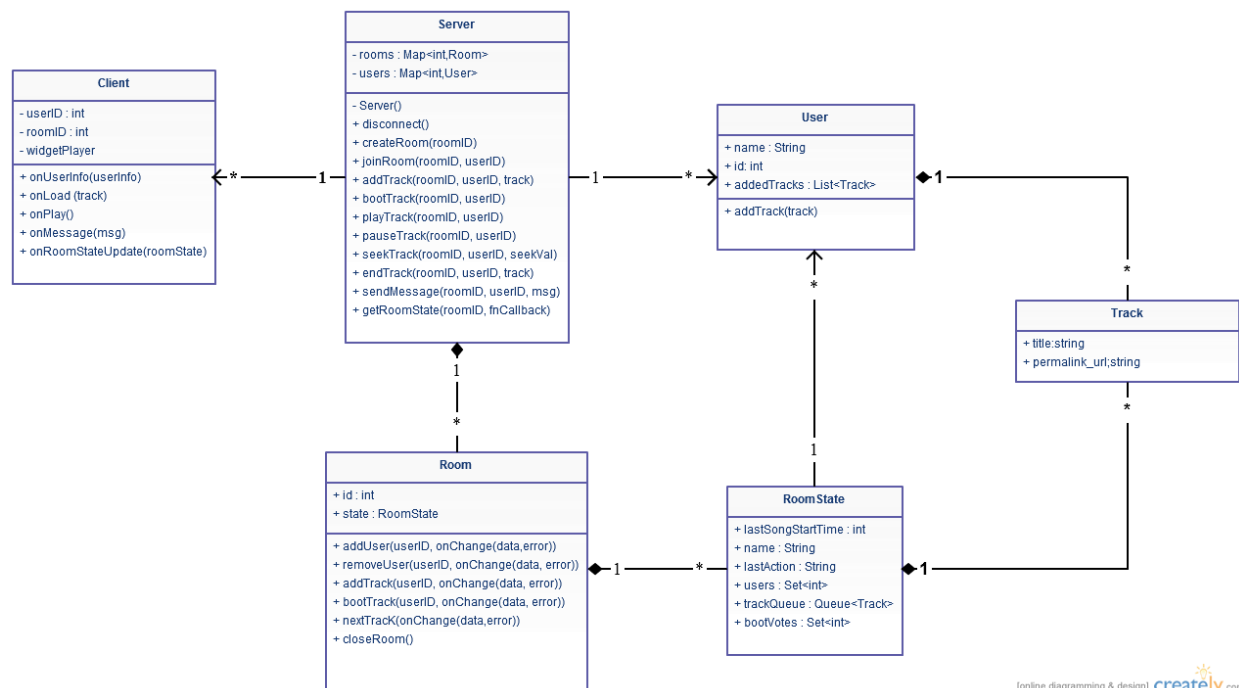 Server
- rooms : Map<int,Room>
- users : Map<int,User>
- Server()
+ disconnect()
+ createRoom(roomID)
+ joinRoom(roomID, userID)
+ addTrack(roomID, userID, track)
+ bootTrack(roomID, userID)
+ playTrack(roomID, userID)
+ pauseTrack(roomID, userID)
+ seekTrack(roomID, userID, seekVal)
+ endTrack(roomID, userID, track)
+ sendMessage(roomID, userID, msg)
+ getRoomState(roomID, fnCallback)
Client
- userID : int
- roomID : int
- widgetPlayer
+ onUserInfo(userInfo)
+ onLoad (track)
+ onPlay()
+ onMessage(msg)
+ onRoomStateUpdate(roomState)
* 1
1 *
User
+ name : String
+ id: int
+ addedTracks : List<Track>
+ addTrack(track)
1
*
Track
+ title:string
+ permalink_url;string
*
1
*
1
*
1
Room
+ id : int
+ state : RoomState
+ addUser(userID, onChange(data,error))
+ removeUser(userID, onChange(data, error))
+ addTrack(userID, onChange(data, error))
+ bootTrack(userID, onChange(data, error))
+ nextTracK(onChange(data,error))
+ closeRoom()
1 *
RoomState
+ lastSongStartTime : int
+ name : String
+ lastAction : String
+ users : Set<int>
+ trackQueue : Queue<Track>
+ bootVotes : Set<int>
[online diagramming & design] creately.com